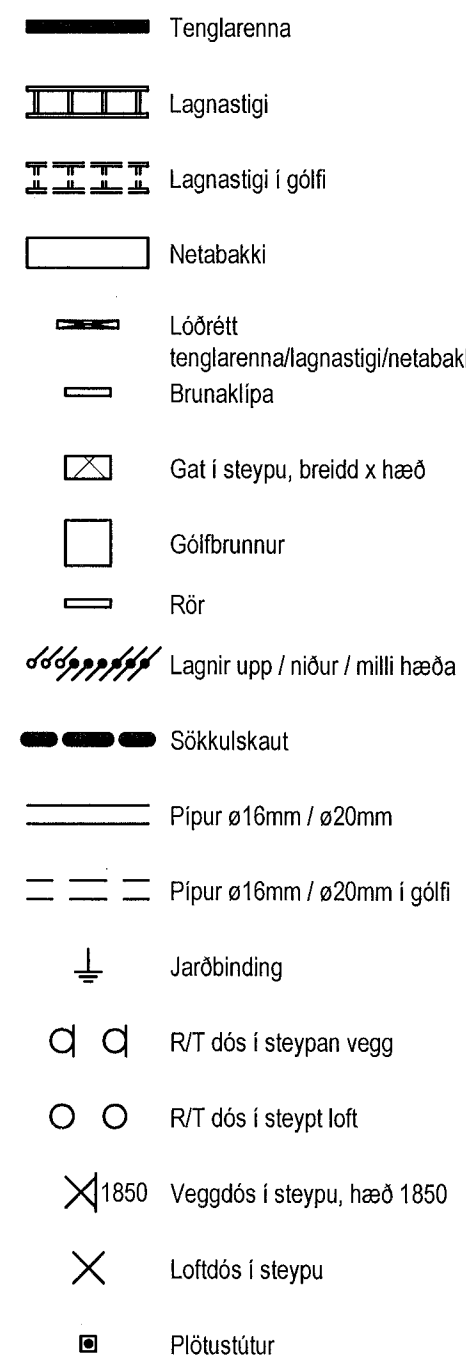 Tenglarenna
Lagnastigi
Lagnastigi í gólfi
Netabakki
Lóðrétt
tenglarenna/lagnastigi/netabakk
Brunaklípa
Gat í steypu, breidd x hæð
Gólfbrunnur
Rör
Lagnir upp / niður / milli hæða
Sökkulskaut
Pípur ø16mm / ø20mm
Pípur ø16mm / ø20mm í gólfi
Jarðbinding
R/T dós í steypan vegg
R/T dós í steypt loft
1850 Veggdós í steypu, hæð 1850
Loftdós í steypu
Plötustútur